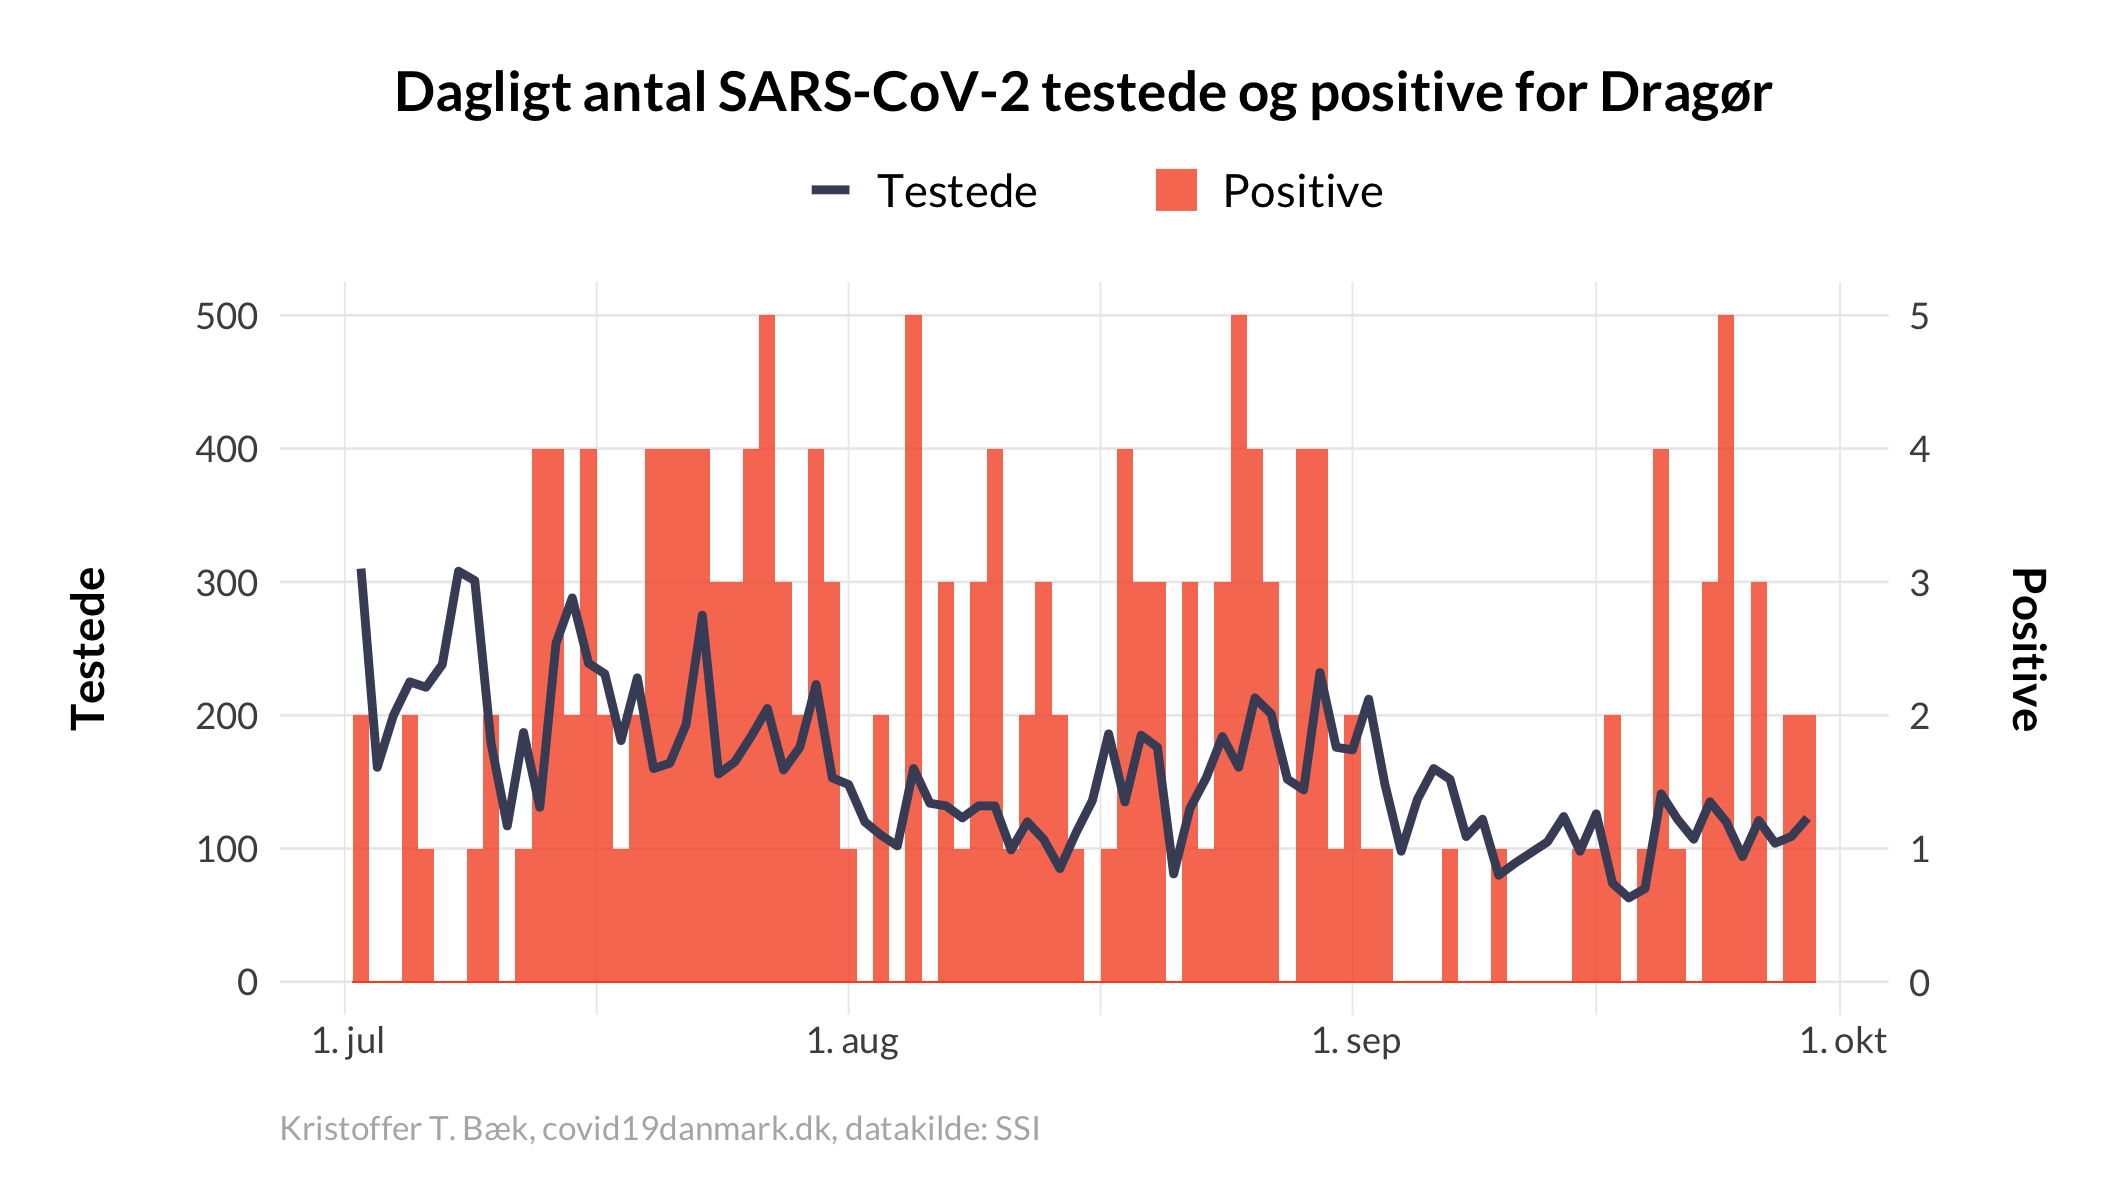 Dagligt antal SARS-CoV-2 testede og positive for Dragør
Testede Positive
500 5
400 4
300 3
200 2
100 1
0 0
Testede
Positive
1. jul 1. aug 1. sep 1. okt
Kristoffer T. Bæk, covid19danmark.dk, datakilde: SSI